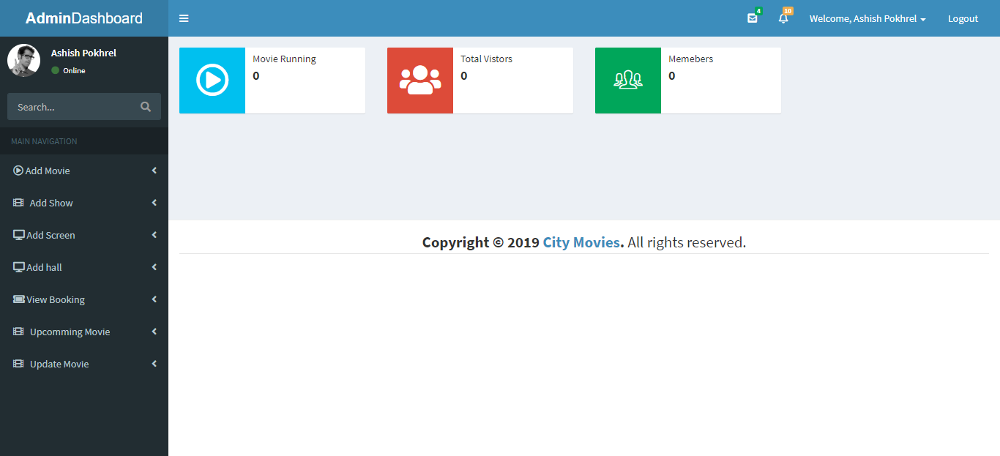 AdminDashboard
4
10
Welcome, Ashish Pokhrel
Logout
Ashish Pokhrel
Online
Search...
MAIN NAVIGATION
Add Movie
Add Show
Add Screen
Add hall
View Booking
Upcomming Movie
Update Movie
Movie Running
0
Total Vistors
0
Memebers
0
Copyright © 2019 City Movies. All rights reserved.